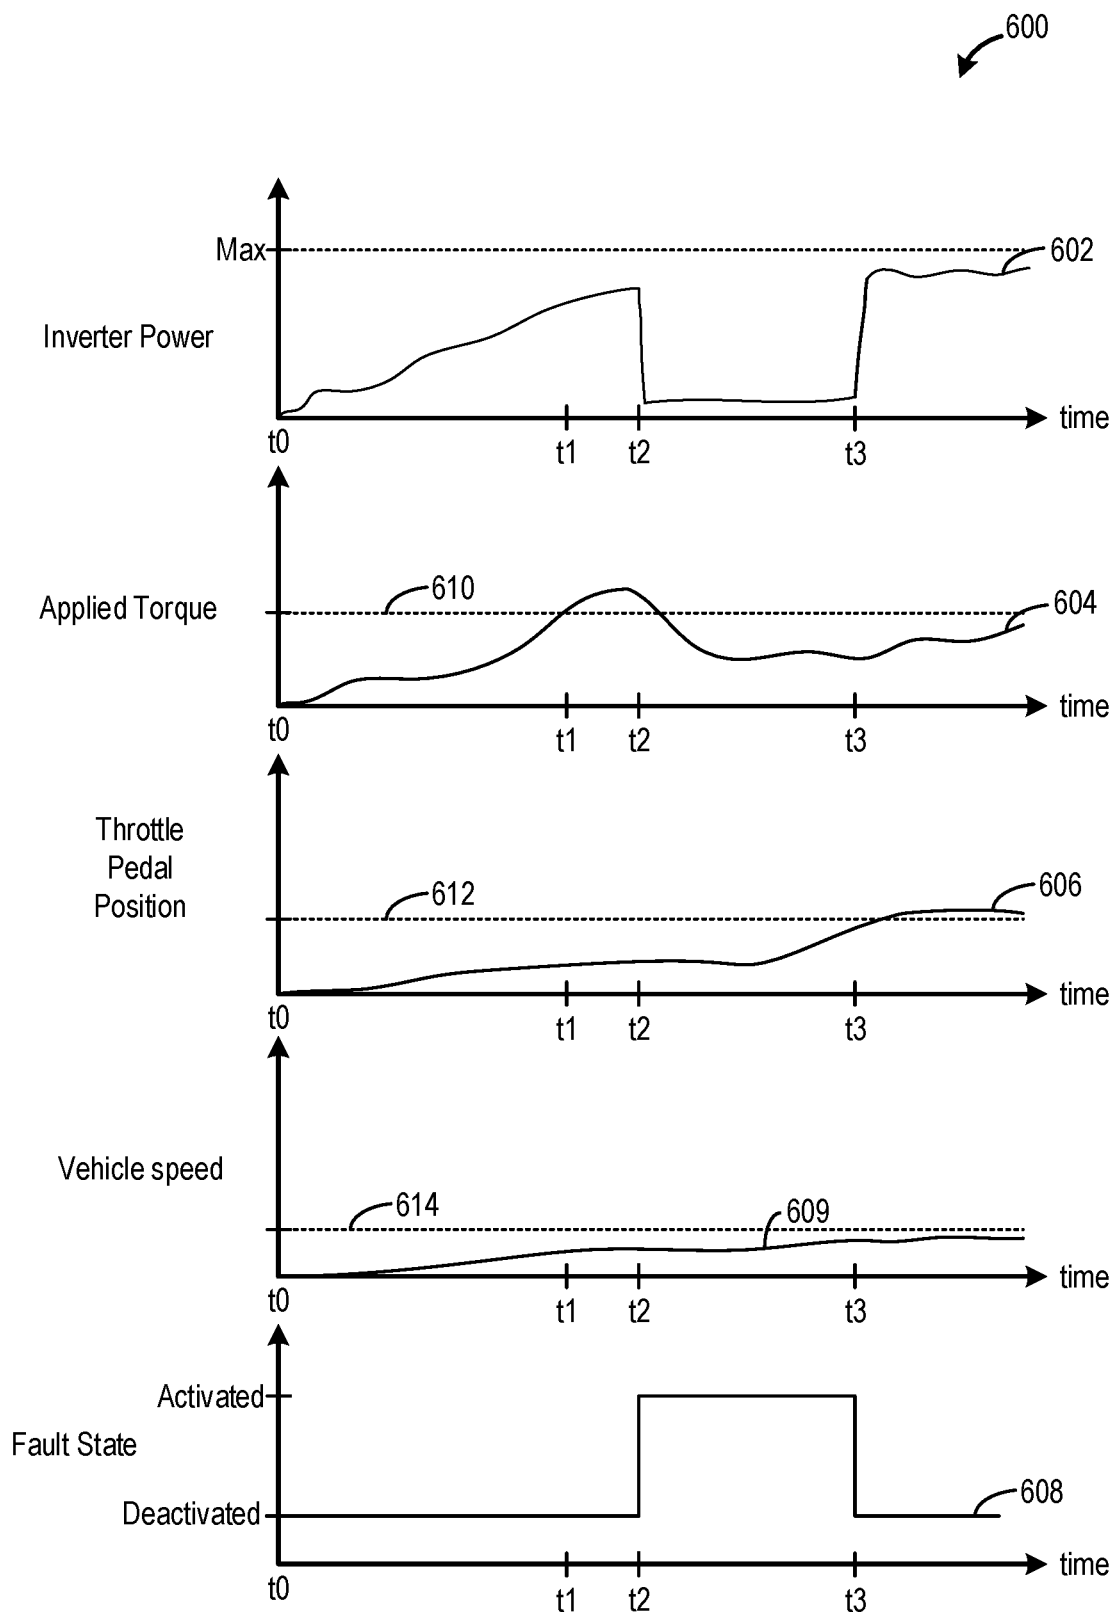 600
Max
602
Inverter Power
time
t0
t1
t2
t3
610
Applied Torque
604
time
t0
t1
t2
t3
Throttle
Pedal
Position
612
606
time
t0
t1
t2
t3
Vehicle speed
614
609
time
t0
t1
t2
t3
Activated
Fault State
Deactivated
608
time
t0
t1
t2
t3